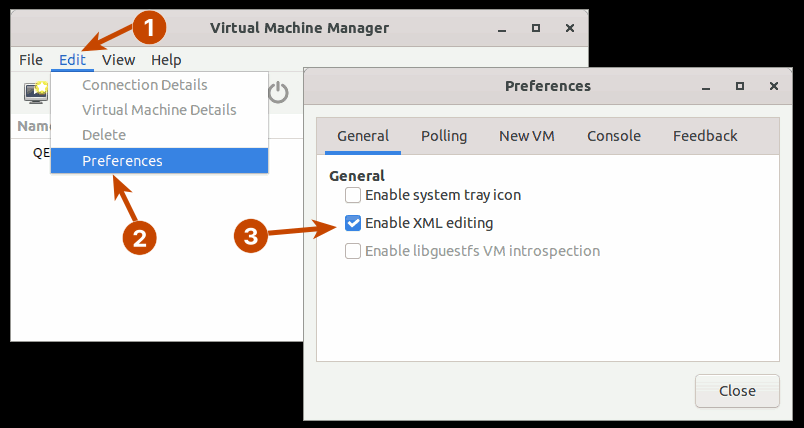 Virtual Machine Manager
1
File Edit View Help
Connection Details
Virtual Machine Details
Delete
Preferences
Name
QE
2
Preferences
General Polling New VM Console Feedback
General
Enable system tray icon
3
Enable XML editing
Enable libguestfs VM introspection
Close